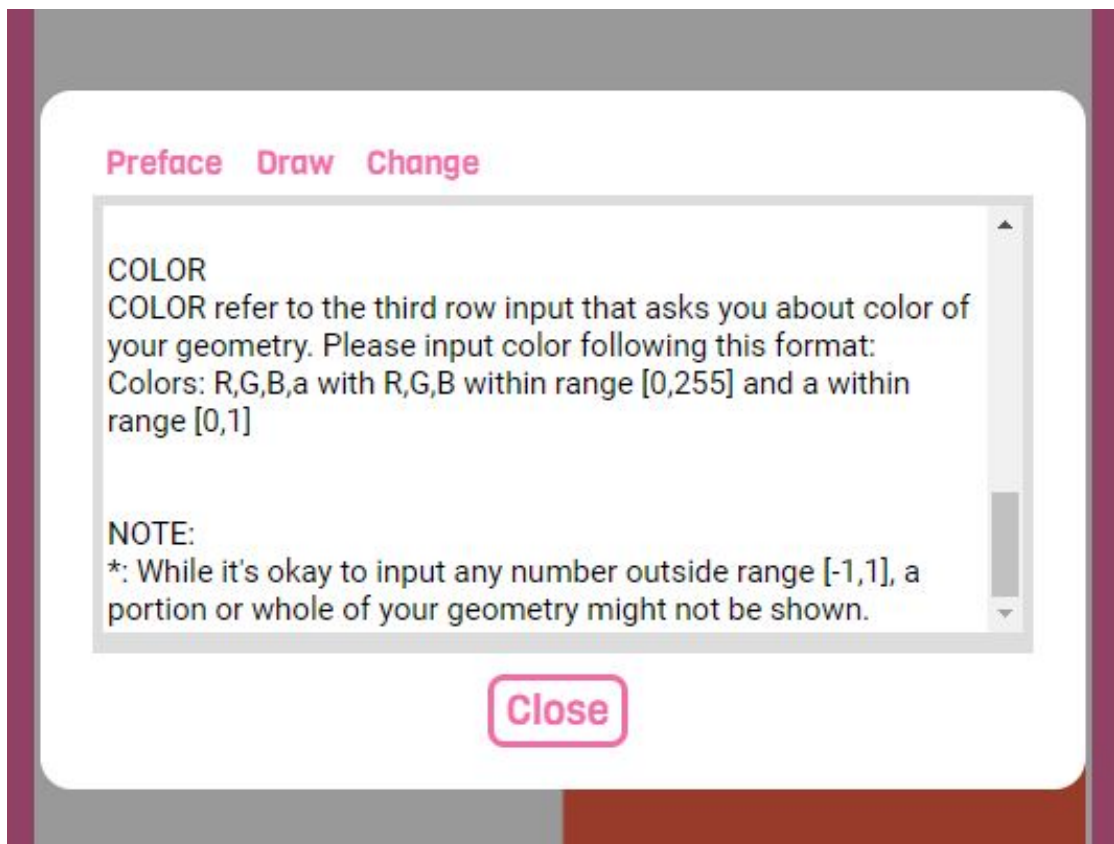 Preface Draw Change
COLOR
COLOR refer to the third row input that asks you about color of
your geometry. Please input color following this format:
Colors: R,G,B,a with R,G,B within range [0,255] and a within
range [0,1]
NOTE:
*: While it's okay to input any number outside range [-1,1], a
portion or whole of your geometry might not be shown.
Close